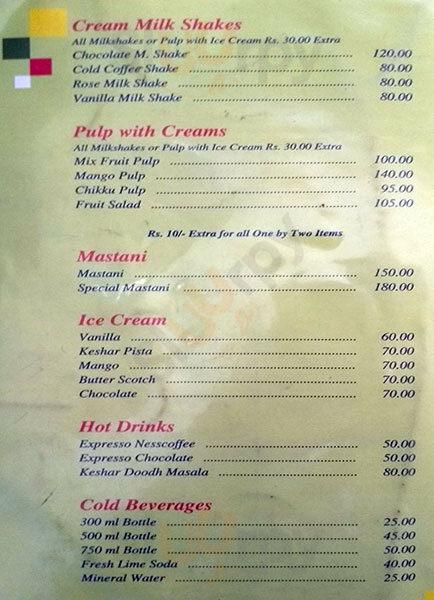 Cream Milk Shakes
All Milkshakes or Pulp with Ice Cream Rs. 30.00 Extra
Chocolate M. Shake 120.00
Cold Coffee Shake 80.00
Rose Milk Shake 80.00
Vanilla Milk Shake 80.00
Pulp with Creams
All Milkshakes or Pulp with Ice Cream Rs. 30.00 Extra
Mix Fruit Pulp 100.00
Mango Pulp 140.00
Chikku Pulp 95.00
Fruit Salad 105.00
Rs. 10/- Extra for all One by Two Items
Mastani
Mastani 150.00
Special Mastani 180.00
Ice Cream
Vanilla 60.00
Keshar Pista 70.00
Mango 70.00
Butter Scotch 70.00
Chocolate 70.00
Hot Drinks
Expresso Nesscoffee 50.00
Expresso Chocolate 50.00
Keshar Doodh Masala 80.00
Cold Beverages
300 ml Bottle 25.00
500 ml Bottle 45.00
750 ml Bottle 50.00
Fresh Lime Soda 40.00
Mineral Water 25.00